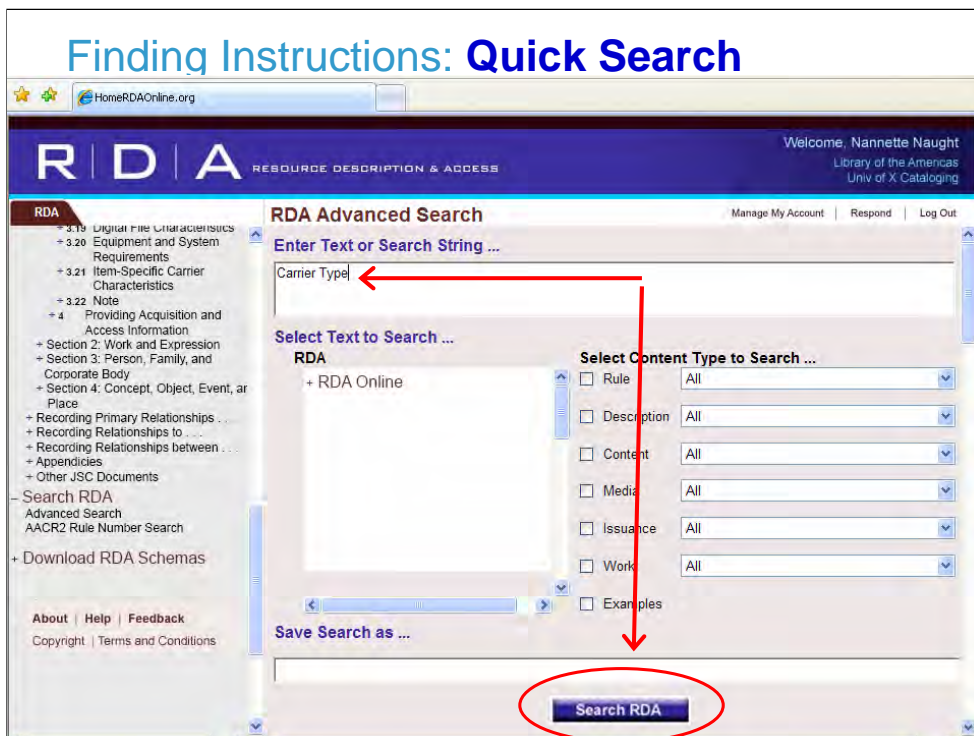 Finding Instructions: Quick Search
HomeRDAOnline.org
R D A RESOURCE DESCRIPTION & ACCESS
Welcome, Nannette Naught
Library of the Americas
Univ of X Cataloging
RDA
RDA Advanced Search
Manage My Account | Respond | Log Out
÷ 3.19 Digital File Characteristics
÷ 3.20 Equipment and System
Requirements
÷ 3.21 Item-Specific Carrier
Characteristics
÷ 3.22 Note
÷ 4 Providing Acquisition and
Access Information
+ Section 2: Work and Expression
+ Section 3: Person, Family, and
Corporate Body
+ Section 4: Concept, Object, Event, ar
Place
+ Recording Primary Relationships . .
+ Recording Relationships to . . .
+ Recording Relationships between . . .
+ Appendicies
+ Other JSC Documents
– Search RDA
Advanced Search
AACR2 Rule Number Search
+ Download RDA Schemas
About | Help | Feedback
Copyright | Terms and Conditions
Enter Text or Search String ...
Carrier Type
Select Text to Search ...
RDA
+ RDA Online
Select Content Type to Search ...
Rule All
Description All
Content All
Media All
Issuance All
Work All
Examples
Save Search as ...
Search RDA